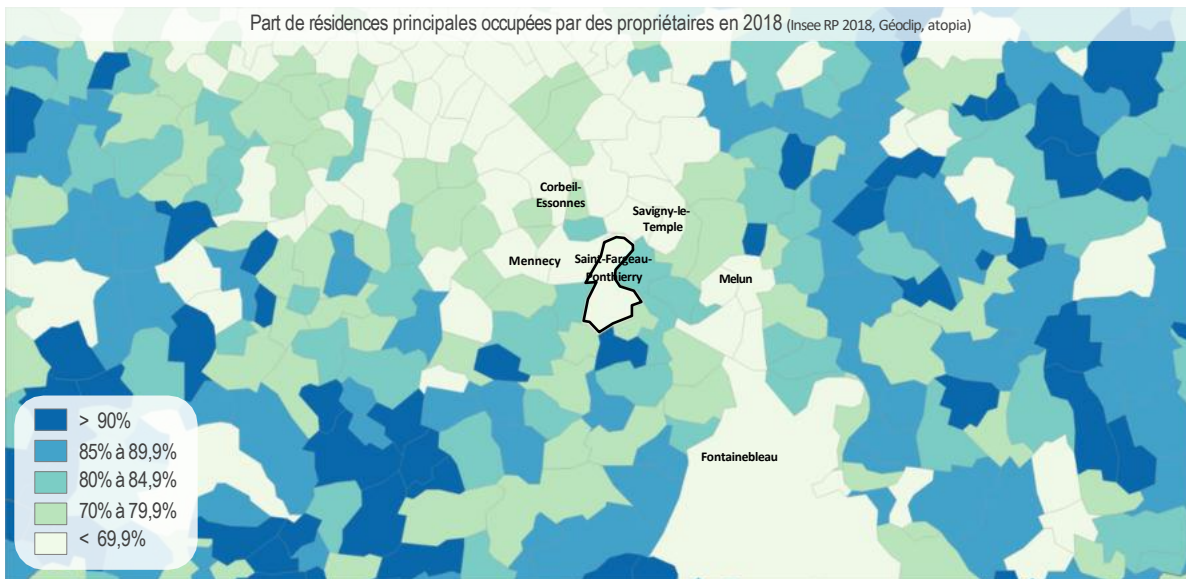 Part de résidences principales occupées par des propriétaires en 2018 (Insee RP 2018, Géoclip, atopia)
Corbeil-
Essonnes
Savigny-le-
Temple
Mennecy
Saint-Fargeau-
Ponthierry
Melun
Fontainebleau
> 90%
85% à 89,9%
80% à 84,9%
70% à 79,9%
< 69,9%